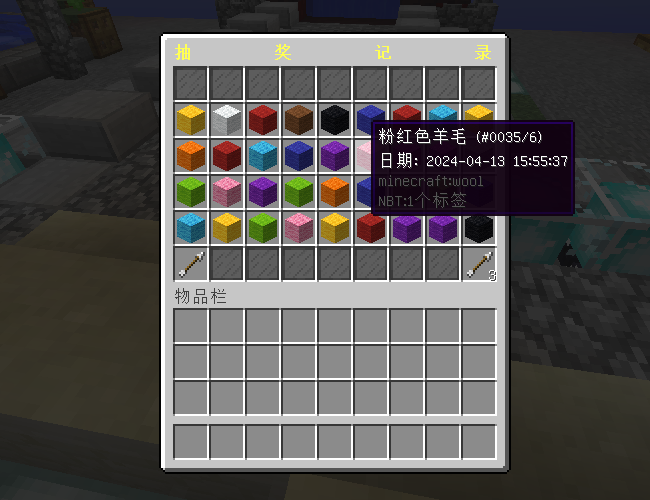 抽 奖 记 录
粉红色羊毛 (#0035/6)
日期: 2024-04-13 15:55:37
minecraft:wool
NBT:1个标签
3
物品栏